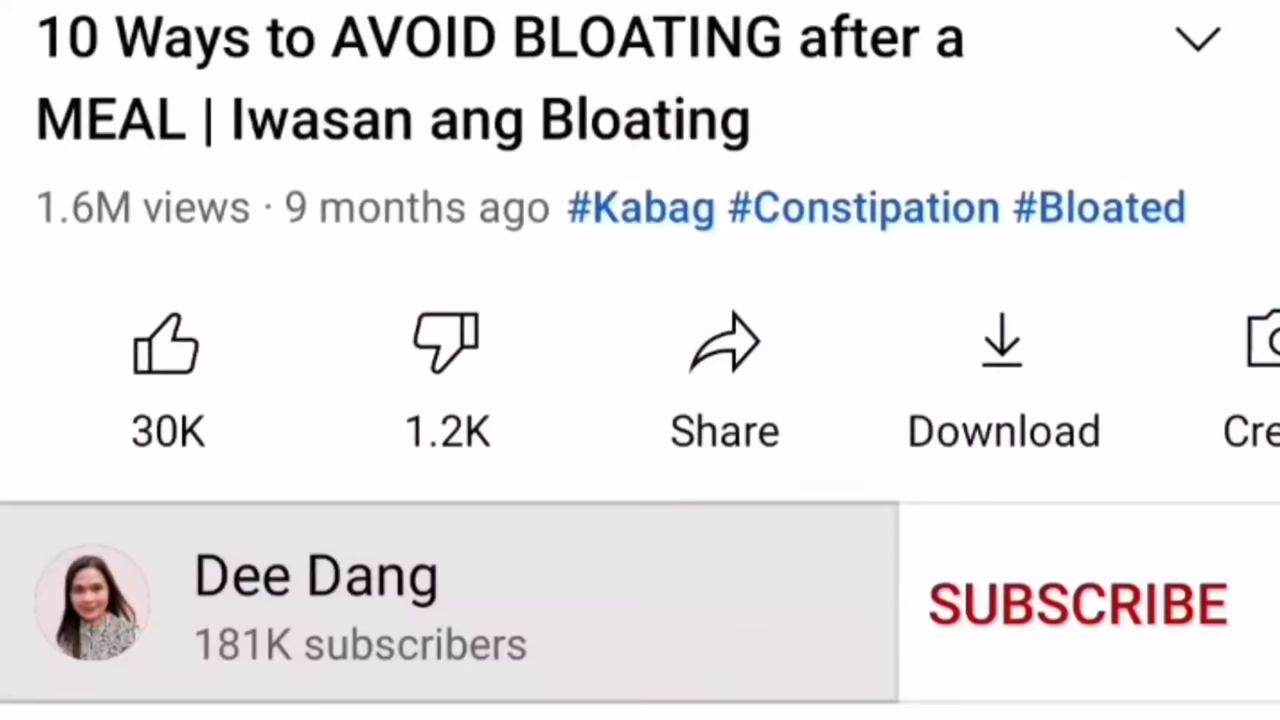 10 Ways to AVOID BLOATING after a
MEAL | Iwasan ang Bloating
1.6M views · 9 months ago #Kabag #Constipation #Bloated
30K 1.2K Share Download Cre
Dee Dang
181K subscribers
SUBSCRIBE